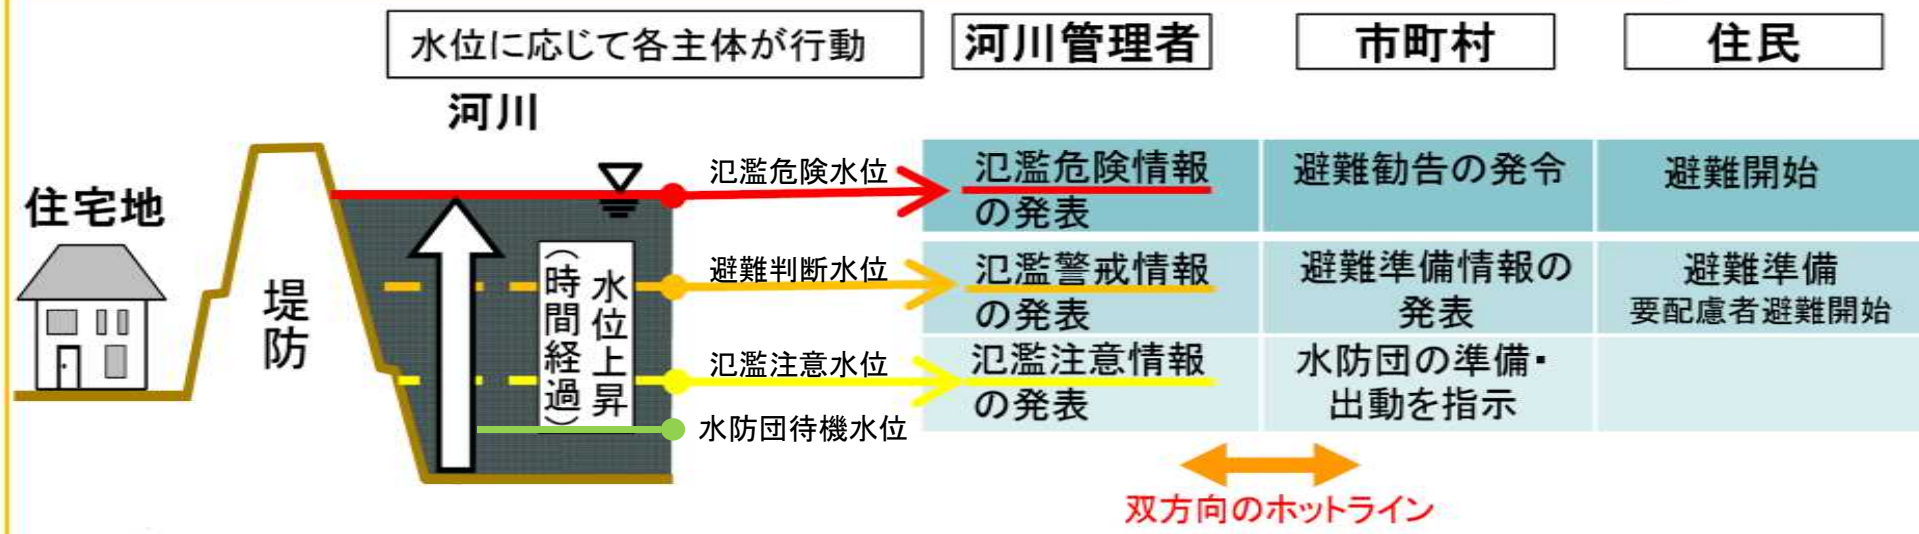 水位に応じて各主体が行動
河川管理者
市町村
住民
河川
住宅地
堤防
水位上昇
(時間経過)
氾濫危険水位
氾濫危険情報
の発表
避難勧告の発令
避難開始
避難判断水位
氾濫警戒情報
の発表
避難準備情報の
発表
避難準備
要配慮者避難開始
氾濫注意水位
氾濫注意情報
の発表
水防団の準備・
出動を指示
水防団待機水位
双方向のホットライン